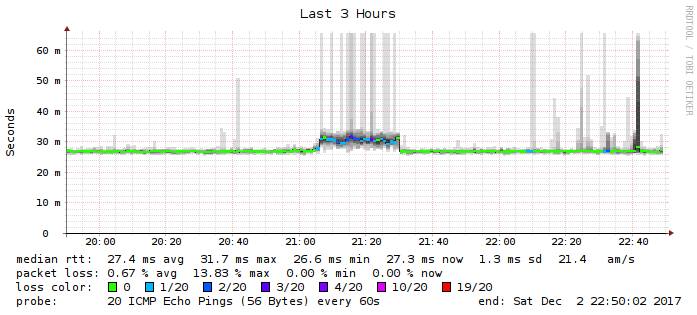 Last 3 Hours
RRDTOOL / TOBI OETIKER
Seconds
60 m
50 m
40 m
30 m
20 m
10 m
0
20:00 20:20 20:40 21:00 21:20 21:40 22:00 22:20 22:40
median rtt: 27.4 ms avg 31.7 ms max 26.6 ms min 27.3 ms now 1.3 ms sd 21.4 am/s
packet loss: 0.67 % avg 13.83 % max 0.00 % min 0.00 % now
loss color: 0 1/20 2/20 3/20 4/20 10/20 19/20
probe: 20 ICMP Echo Pings (56 Bytes) every 60s end: Sat Dec 2 22:50:02 2017